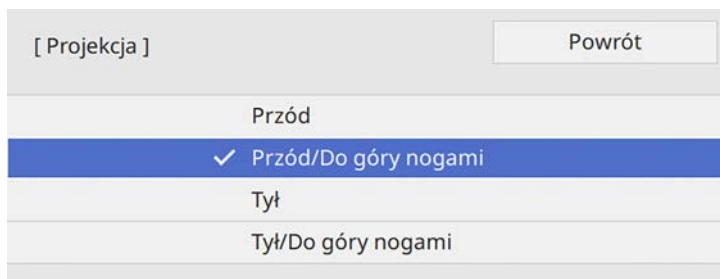 [ Projekcja ]
Powrót
Przód
Przód/Do góry nogami
Tył
Tył/Do góry nogami